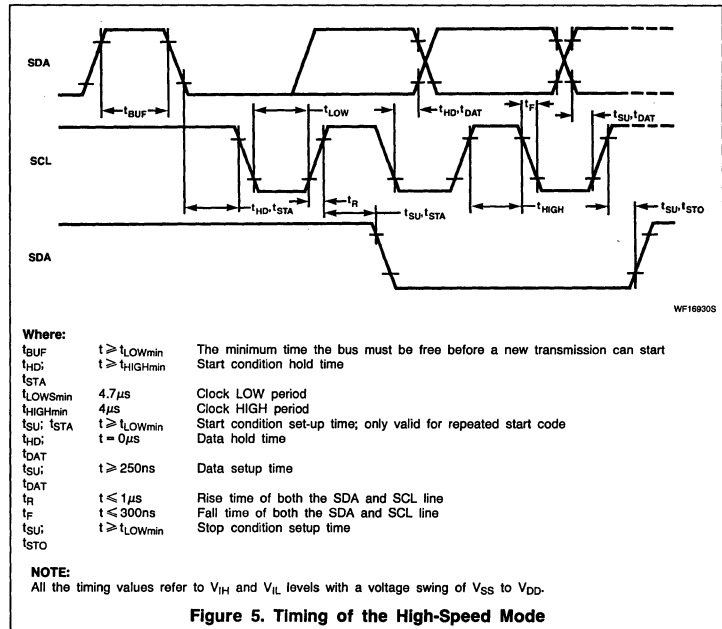 SDA
tBUF
tLOW
tHD,tDAT
tF
tSU,tDAT
SCL
tHD,tSTA
tR
tSU,tSTA
tHIGH
tSU,tSTO
SDA
WF16930S
Where:
tBUF t ≥ tLOWmin The minimum time the bus must be free before a new transmission can start
tHD; t ≥ tHIGHmin Start condition hold time
tSTA
tLOWSmin 4.7μs Clock LOW period
tHIGHmin 4μs Clock HIGH period
tSU; tSTA t ≥ tLOWmin Start condition set-up time; only valid for repeated start code
tHD; t = 0μs Data hold time
tDAT
tSU; t ≥ 250ns Data setup time
tDAT
tR t ≤ 1μs Rise time of both the SDA and SCL line
tF t ≤ 300ns Fall time of both the SDA and SCL line
tSU; t ≥ tLOWmin Stop condition setup time
tSTO
NOTE:
All the timing values refer to VIH and VIL levels with a voltage swing of VSS to VDD.
Figure 5. Timing of the High-Speed Mode